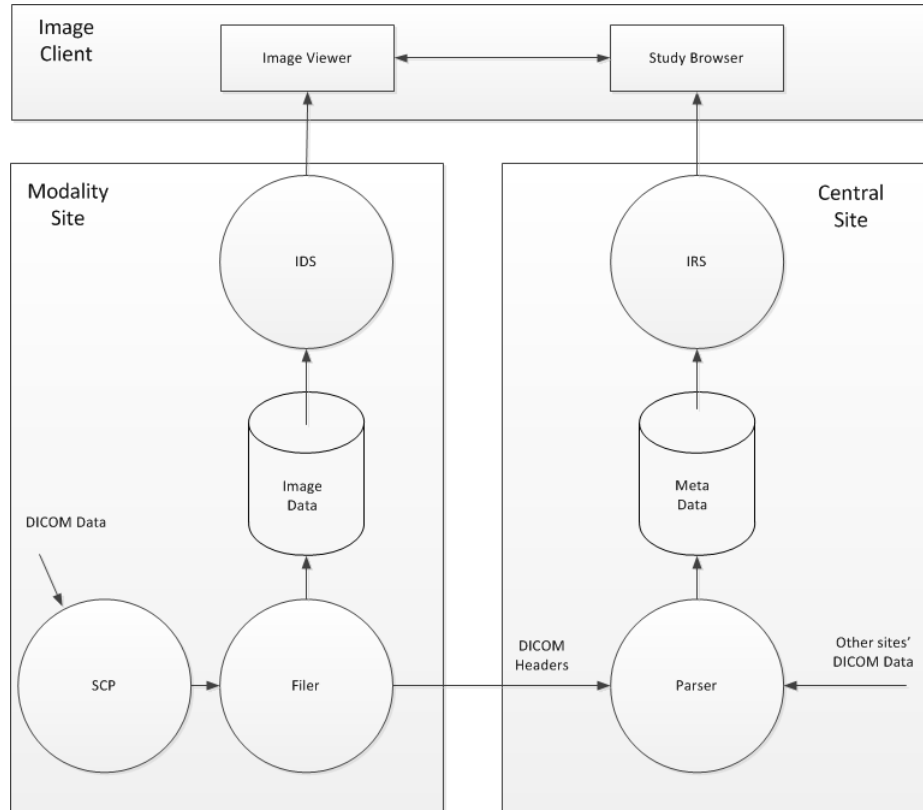 Image
Client
Image Viewer
Study Browser
Modality
Site
Central
Site
IDS
IRS
Image
Data
Meta
Data
DICOM Data
SCP
Filer
DICOM
Headers
Parser
Other sites'
DICOM Data